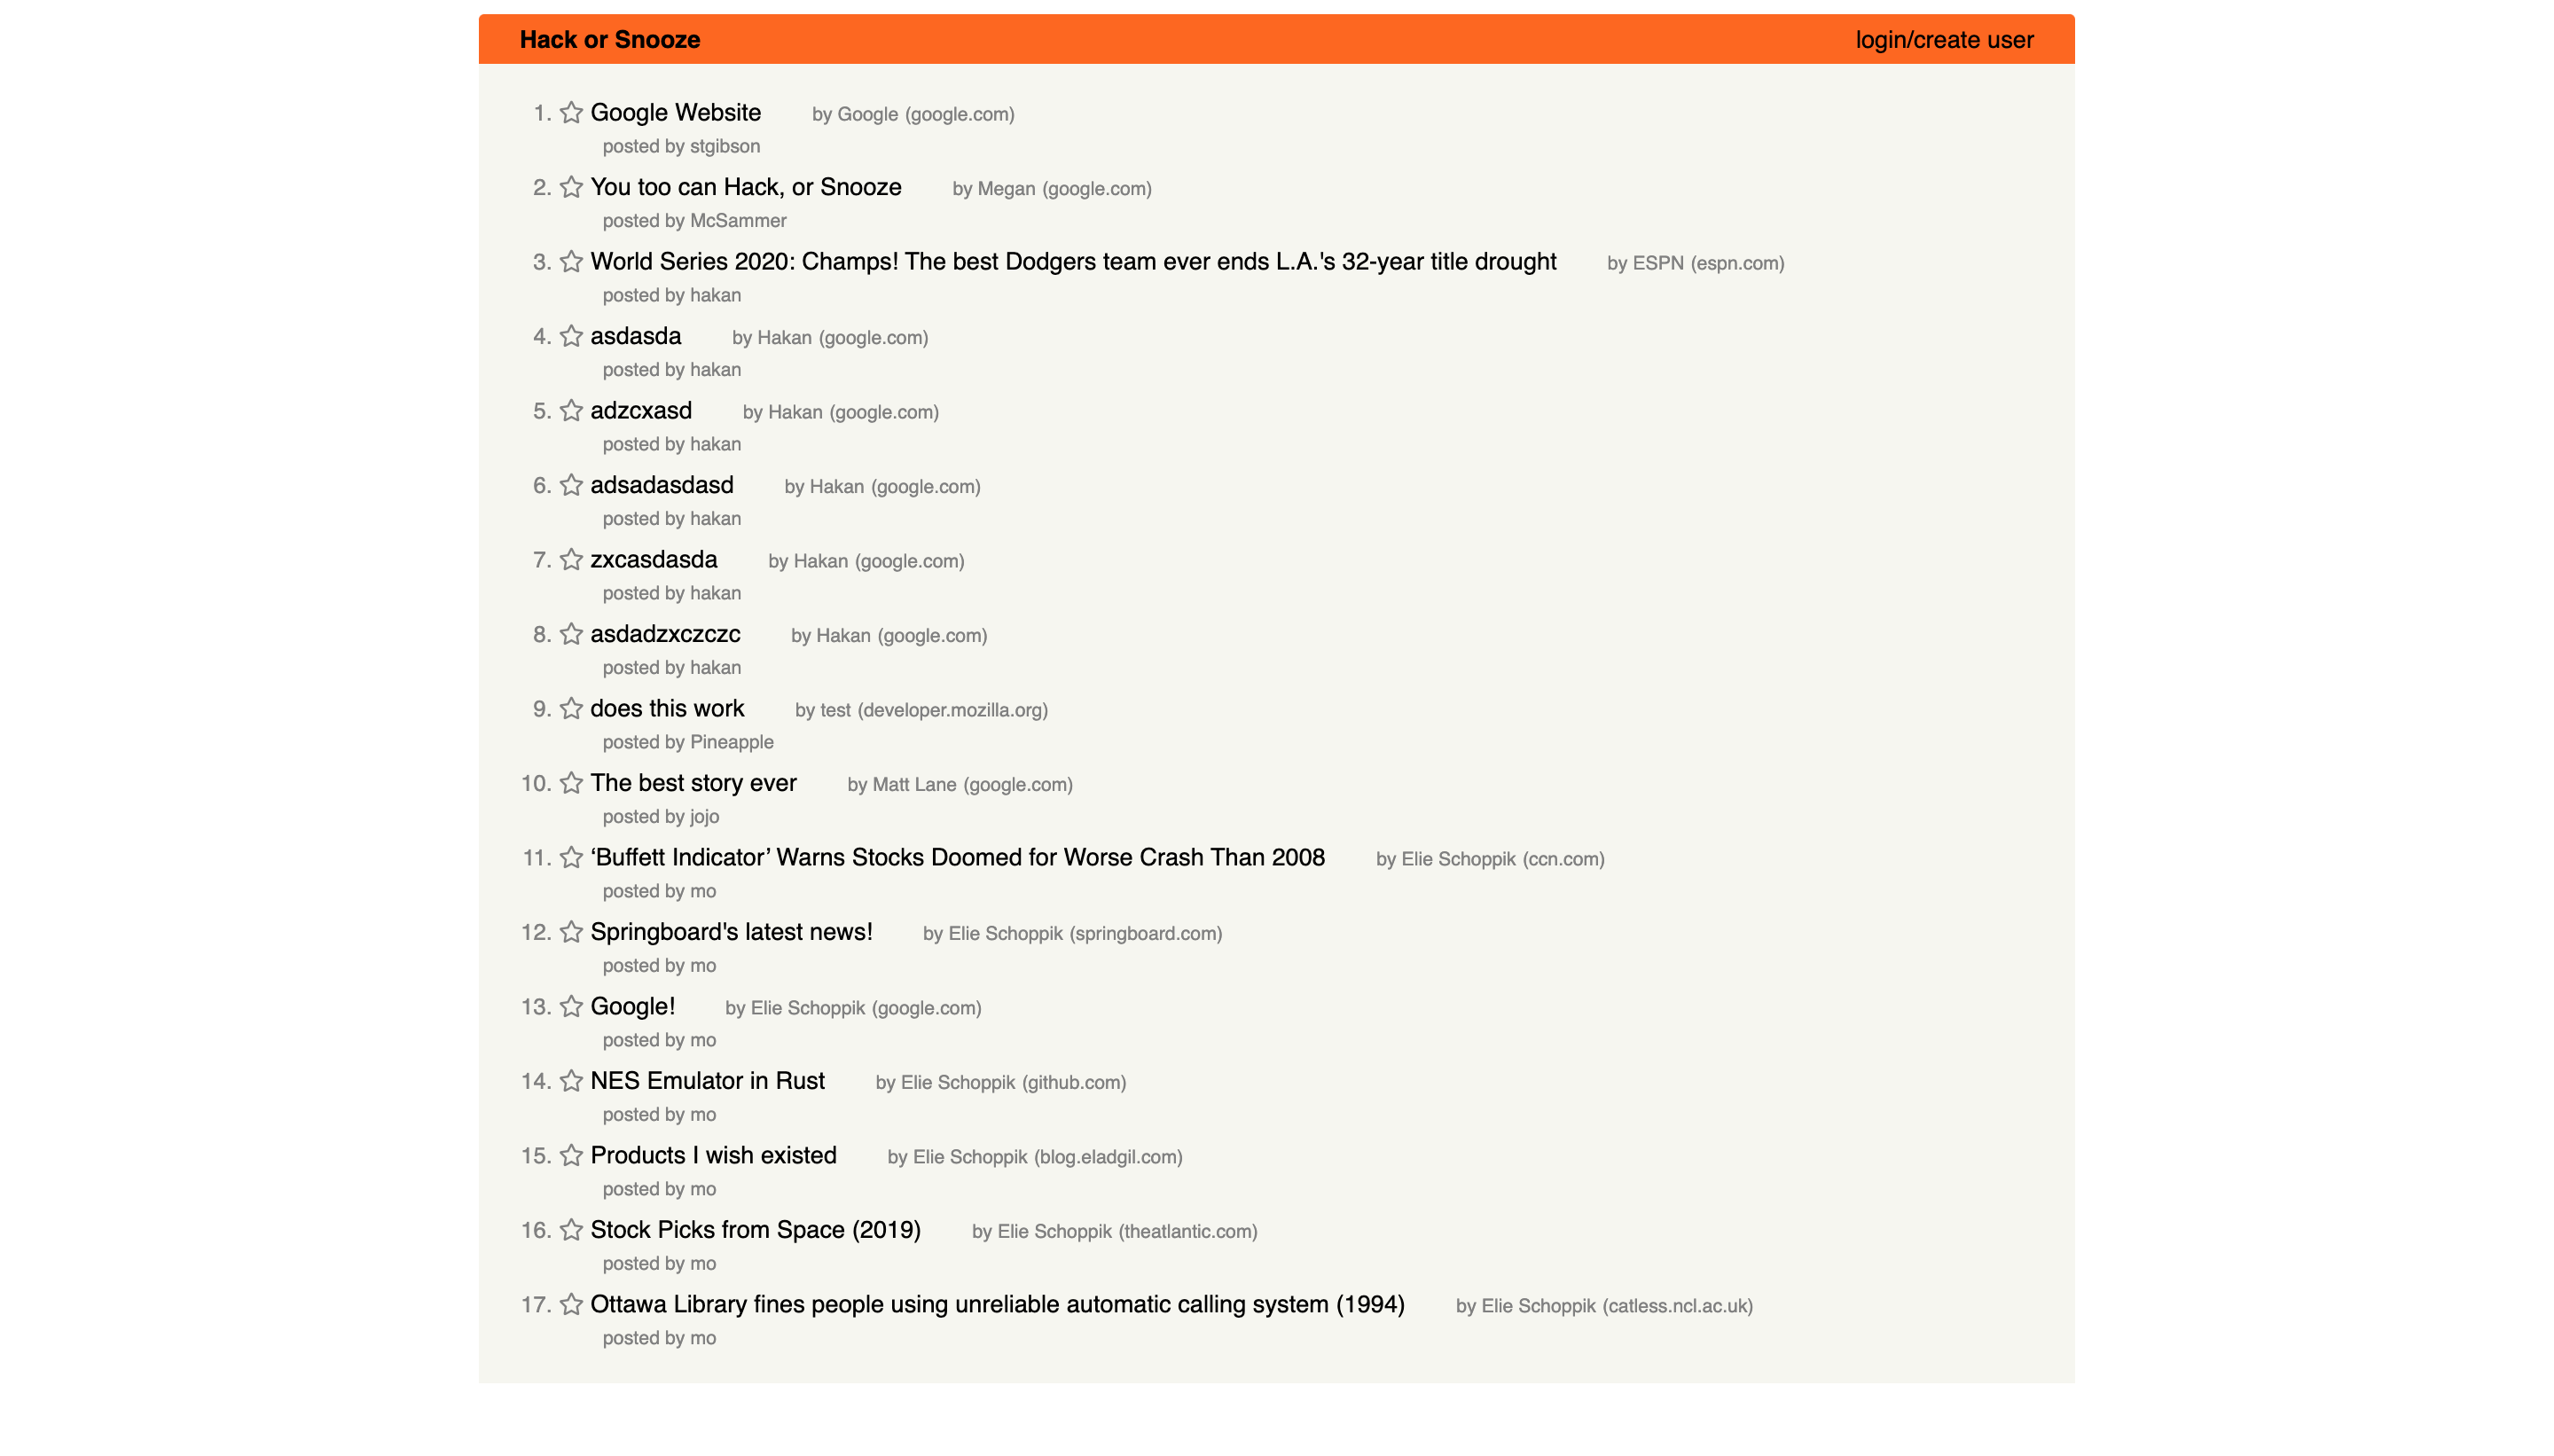 Hack or Snooze login/create user
1. Google Website by Google (google.com)
posted by stgibson
2. You too can Hack, or Snooze by Megan (google.com)
posted by McSammer
3. World Series 2020: Champs! The best Dodgers team ever ends L.A.'s 32-year title drought by ESPN (espn.com)
posted by hakan
4. asdasda by Hakan (google.com)
posted by hakan
5. adzcxasd by Hakan (google.com)
posted by hakan
6. adsadasdasd by Hakan (google.com)
posted by hakan
7. zxcasdasda by Hakan (google.com)
posted by hakan
8. asdadzxczczc by Hakan (google.com)
posted by hakan
9. does this work by test (developer.mozilla.org)
posted by Pineapple
10. The best story ever by Matt Lane (google.com)
posted by jojo
11. ‘Buffett Indicator’ Warns Stocks Doomed for Worse Crash Than 2008 by Elie Schoppik (ccn.com)
posted by mo
12. Springboard's latest news! by Elie Schoppik (springboard.com)
posted by mo
13. Google! by Elie Schoppik (google.com)
posted by mo
14. NES Emulator in Rust by Elie Schoppik (github.com)
posted by mo
15. Products I wish existed by Elie Schoppik (blog.eladgil.com)
posted by mo
16. Stock Picks from Space (2019) by Elie Schoppik (theatlantic.com)
posted by mo
17. Ottawa Library fines people using unreliable automatic calling system (1994) by Elie Schoppik (catless.ncl.ac.uk)
posted by mo